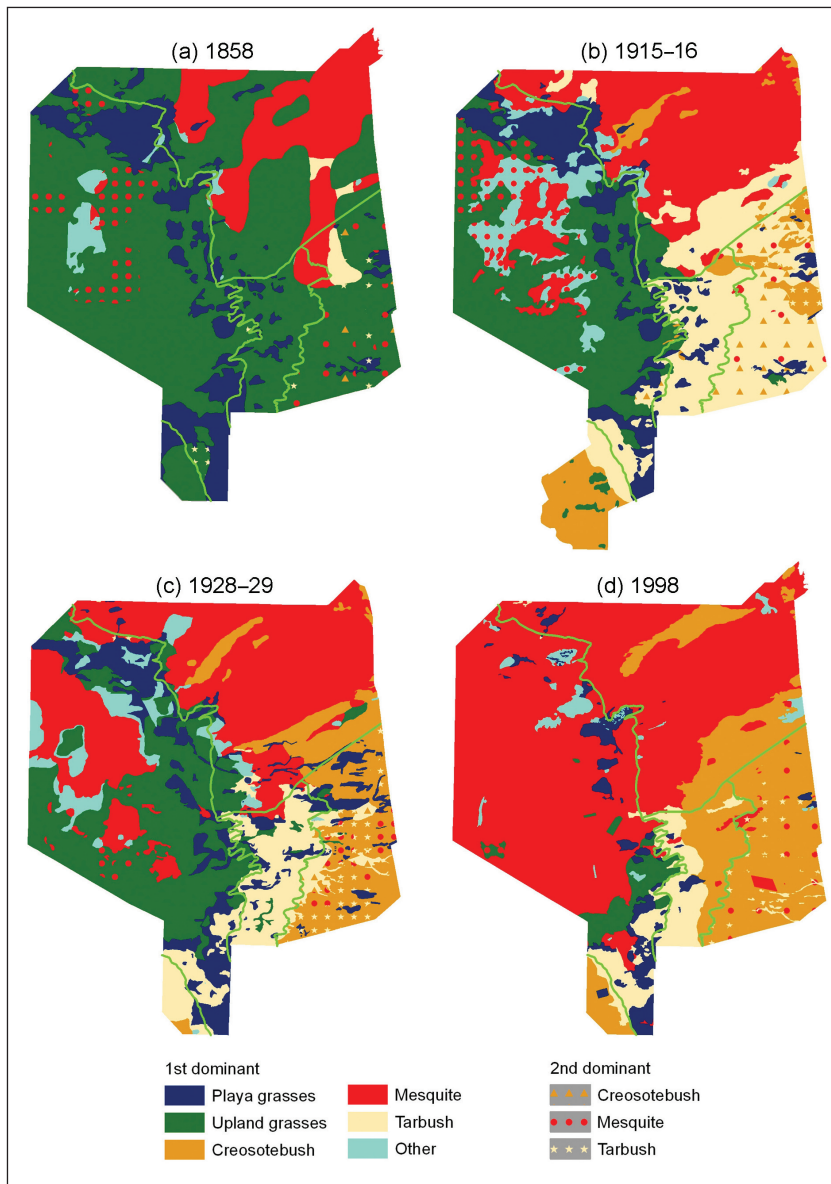 (a) 1858
(b) 1915–16
(c) 1928–29
(d) 1998
1st dominant
Playa grasses
Upland grasses
Creosotebush
Mesquite
Tarbush
Other
2nd dominant
Creosotebush
Mesquite
Tarbush